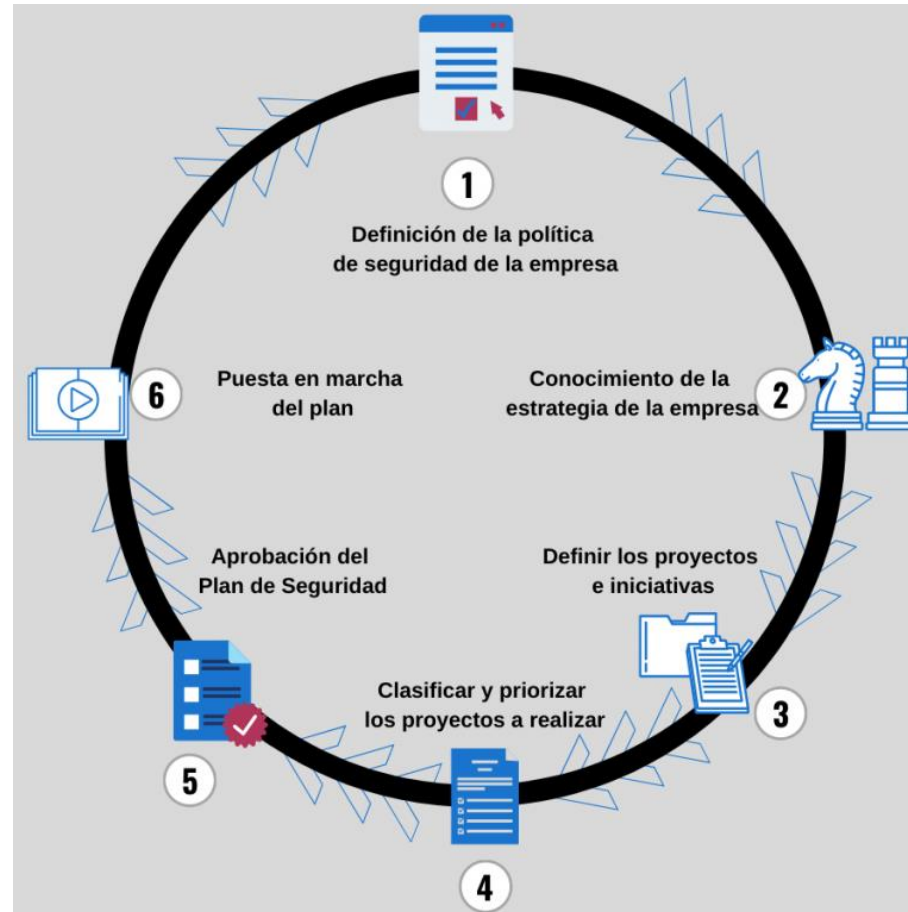 1
Definición de la política
de seguridad de la empresa
2
Conocimiento de la
estrategia de la empresa
3
Definir los proyectos
e iniciativas
4
Clasificar y priorizar
los proyectos a realizar
5
Aprobación del
Plan de Seguridad
6
Puesta en marcha
del plan